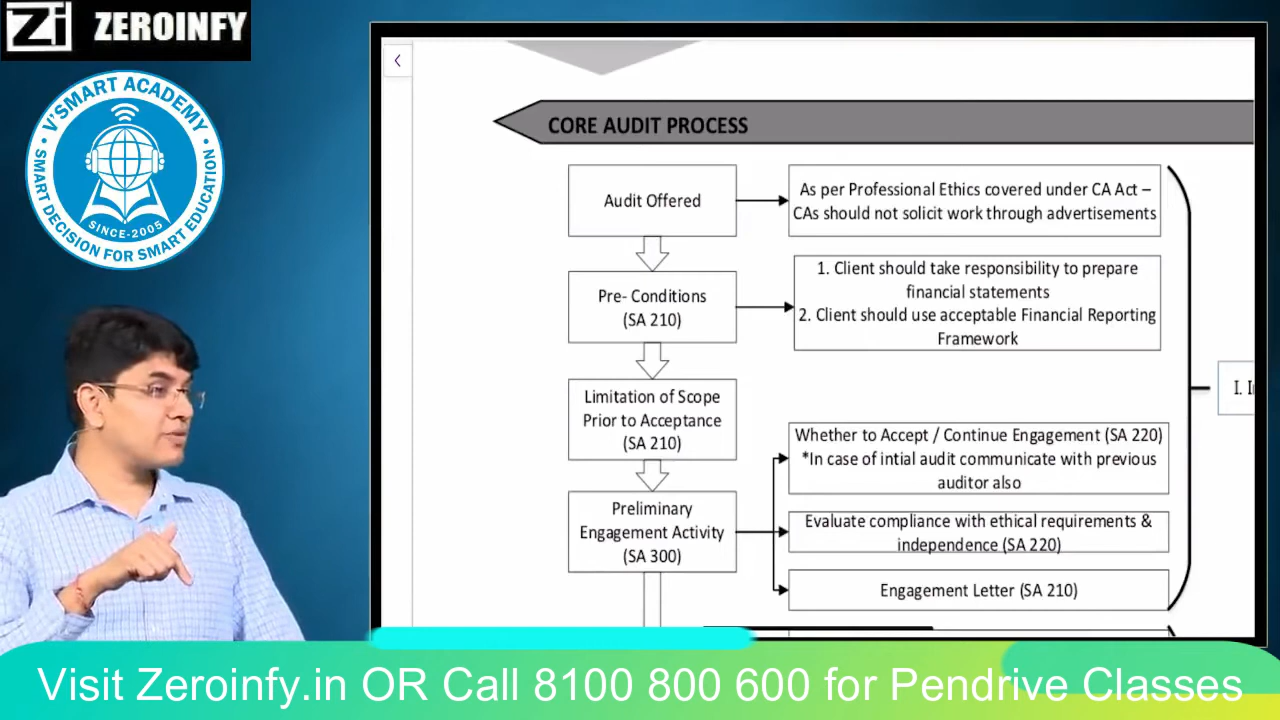 Zi ZEROINFY
V'SMART ACADEMY
SINCE-2005
SMART DECISION FOR SMART EDUCATION
CORE AUDIT PROCESS
Audit Offered
As per Professional Ethics covered under CA Act –
CAs should not solicit work through advertisements
Pre- Conditions
(SA 210)
1. Client should take responsibility to prepare
financial statements
2. Client should use acceptable Financial Reporting
Framework
Limitation of Scope
Prior to Acceptance
(SA 210)
Preliminary
Engagement Activity
(SA 300)
Whether to Accept / Continue Engagement (SA 220)
*In case of intial audit communicate with previous
auditor also
Evaluate compliance with ethical requirements &
independence (SA 220)
Engagement Letter (SA 210)
I.
Visit Zeroinfy.in OR Call 8100 800 600 for Pendrive Classes